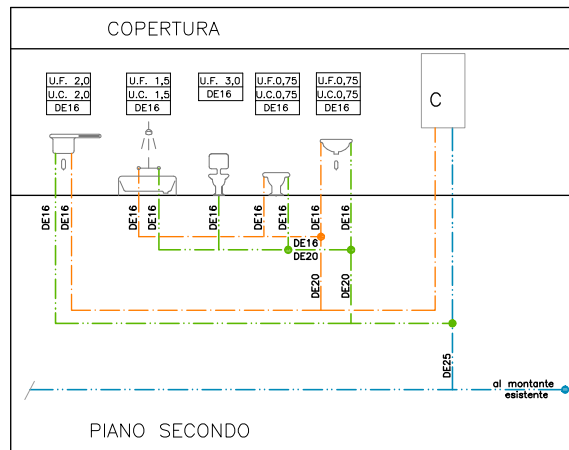 COPERTURA
U.F. 2,0
U.C. 2,0
DE16
U.F. 1,5
U.C. 1,5
DE16
U.F. 3,0
DE16
U.F.0,75
U.C.0,75
DE16
U.F.0,75
U.C.0,75
DE16
C
DE16
DE16
DE16
DE16
DE16
DE16
DE16
DE16
DE16
DE16
DE20
DE20
DE20
DE25
al montante
esistente
PIANO SECONDO